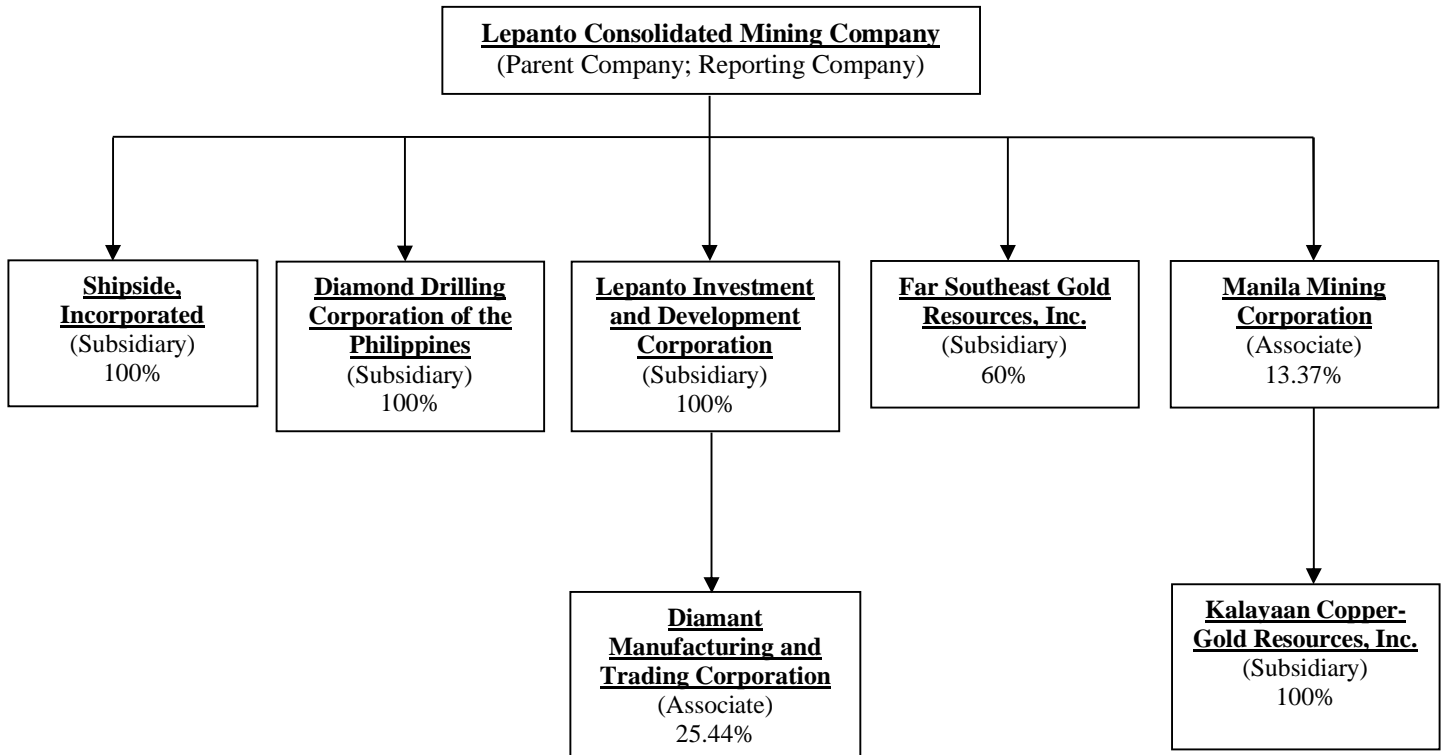 Lepanto Consolidated Mining Company
(Parent Company; Reporting Company)
Shipside,
Incorporated
(Subsidiary)
100%
Diamond Drilling
Corporation of the
Philippines
(Subsidiary)
100%
Lepanto Investment
and Development
Corporation
(Subsidiary)
100%
Far Southeast Gold
Resources, Inc.
(Subsidiary)
60%
Manila Mining
Corporation
(Associate)
13.37%
Diamant
Manufacturing and
Trading Corporation
(Associate)
25.44%
Kalayaan Copper-
Gold Resources, Inc.
(Subsidiary)
100%